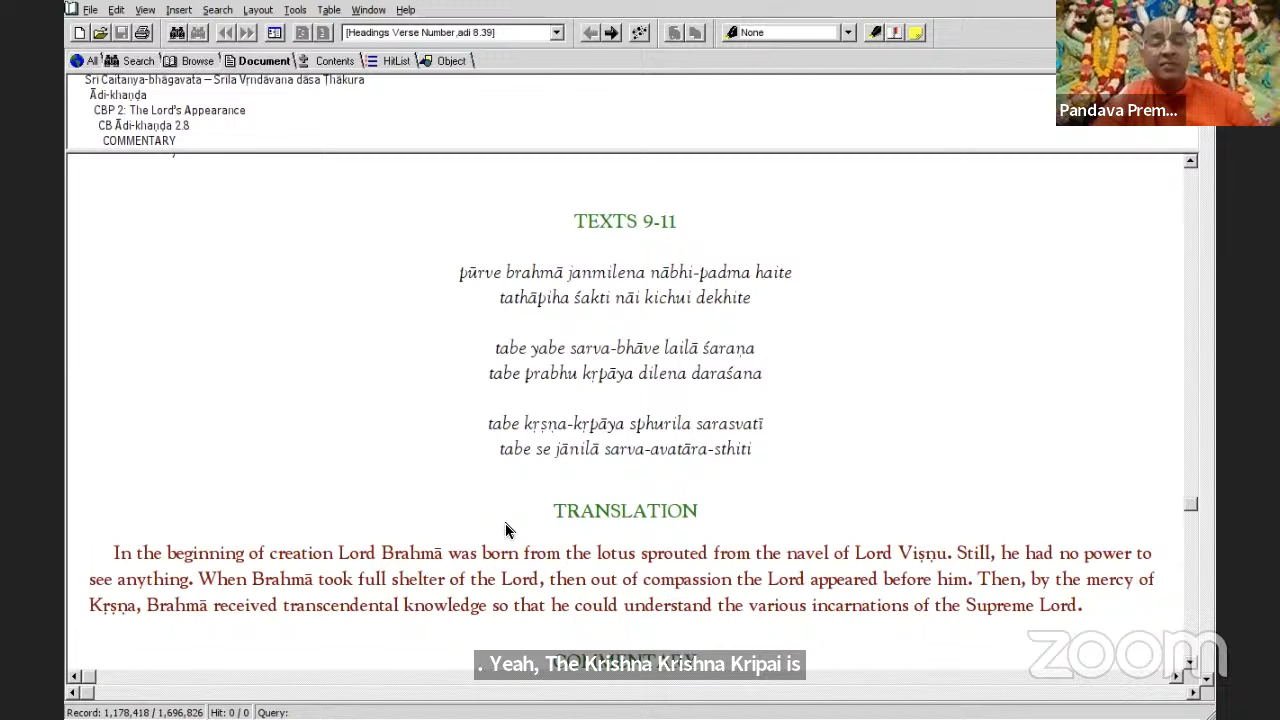 File Edit View Insert Search Layout Tools Table Window Help
[Headings Verse Number,adi 8.39] None
All Search Browse Document Contents HitList Object
Śrī Caitanya-bhāgavata – Śrīla Vṛndāvana dāsa Ṭhākura
Ādi-khaṇḍa
CBP 2: The Lord's Appearance
CB Ādi-khaṇḍa 2.8
COMMENTARY
Pandava Prem...
TEXTS 9-11
pūrve brahmā janmilena nābhi-padma haite
tathāpiha śakti nāi kichui dekhite
tabe yabe sarva-bhāve lailā śaraṇa
tabe prabhu kṛpāya dilena daraśana
tabe kṛṣṇa-kṛpāya sphurila sarasvatī
tabe se jānilā sarva-avatāra-sthiti
TRANSLATION
In the beginning of creation Lord Brahmā was born from the lotus sprouted from the navel of Lord Viṣṇu. Still, he had no power to
see anything. When Brahmā took full shelter of the Lord, then out of compassion the Lord appeared before him. Then, by the mercy of
Kṛṣṇa, Brahmā received transcendental knowledge so that he could understand the various incarnations of the Supreme Lord.
zoom
. Yeah, The Krishna Krishna Kripai is
Record: 1,178,418 / 1,696,826 Hit: 0 / 0 Query: